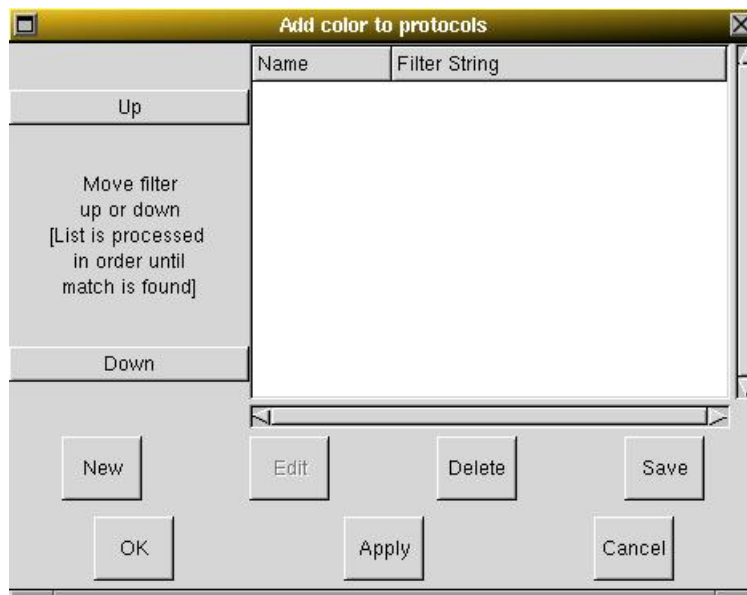 Add color to protocols
Name Filter String
Up
Move filter
up or down
[List is processed
in order until
match is found]
Down
New Edit Delete Save
OK Apply Cancel